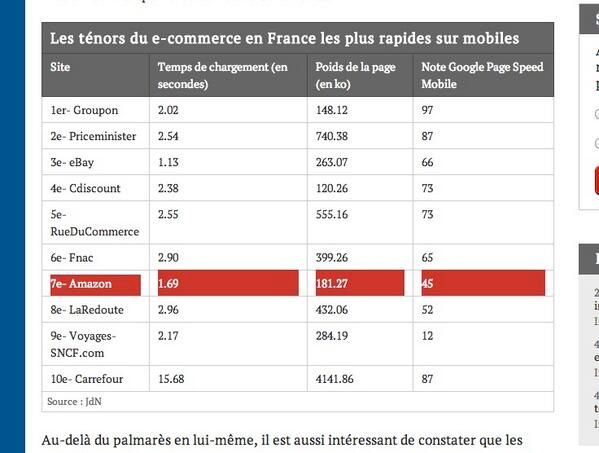 Les ténors du e-commerce en France les plus rapides sur mobiles
Site Temps de chargement (en secondes) Poids de la page (en ko) Note Google Page Speed Mobile
1er- Groupon 2.02 148.12 97
2e- Priceminister 2.54 740.38 87
3e- eBay 1.13 263.07 66
4e- Cdiscount 2.38 120.26 73
5e- RueDuCommerce 2.55 555.16 73
6e- Fnac 2.90 399.26 65
7e- Amazon 1.69 181.27 45
8e- LaRedoute 2.96 432.06 52
9e- Voyages-SNCF.com 2.17 284.19 12
10e- Carrefour 15.68 4141.86 87
Source : JdN
Au-delà du palmarès en lui-même, il est aussi intéressant de constater que les